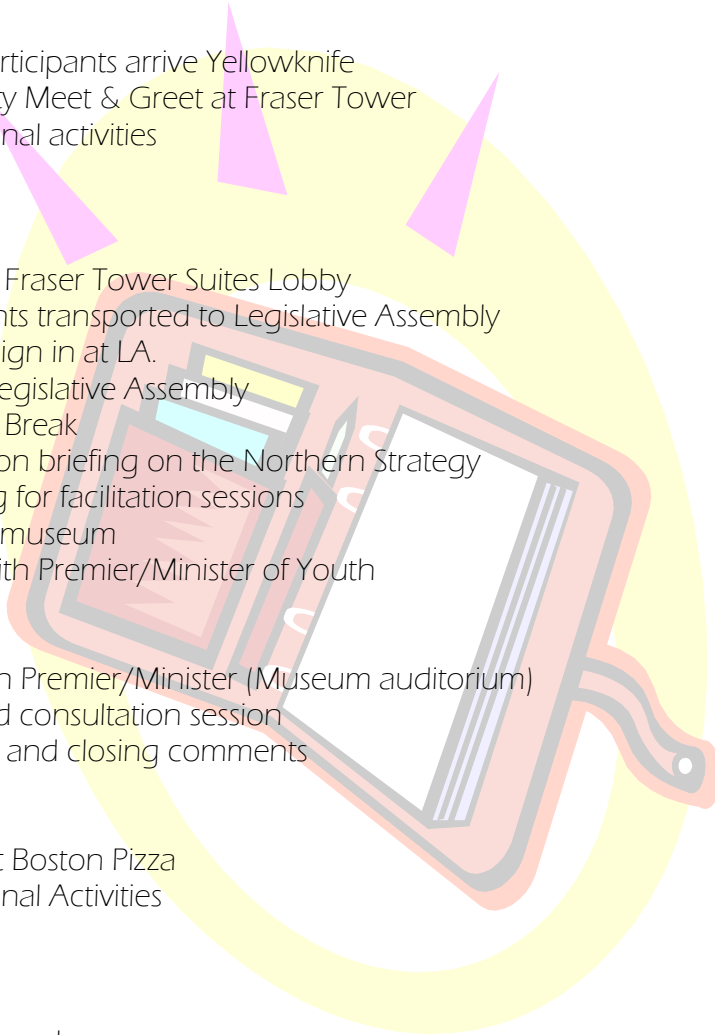 rticipants arrive Yellowknife
ty Meet & Greet at Fraser Tower
nal activities
Fraser Tower Suites Lobby
nts transported to Legislative Assembly
ign in at LA.
egislative Assembly
Break
on briefing on the Northern Strategy
g for facilitation sessions
museum
ith Premier/Minister of Youth
n Premier/Minister (Museum auditorium)
d consultation session
and closing comments
t Boston Pizza
nal Activities